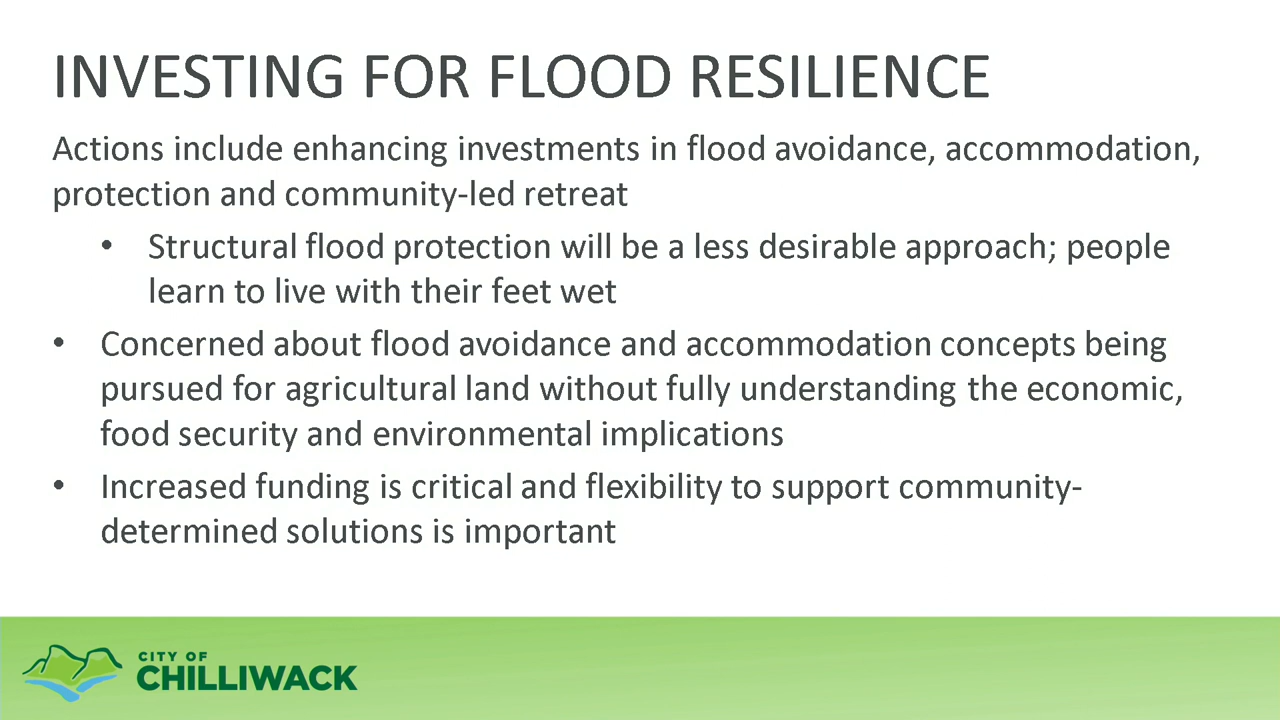 INVESTING FOR FLOOD RESILIENCE
Actions include enhancing investments in flood avoidance, accommodation,
protection and community-led retreat
• Structural flood protection will be a less desirable approach; people
learn to live with their feet wet
• Concerned about flood avoidance and accommodation concepts being
pursued for agricultural land without fully understanding the economic,
food security and environmental implications
• Increased funding is critical and flexibility to support community-
determined solutions is important
CITY OF
CHILLIWACK